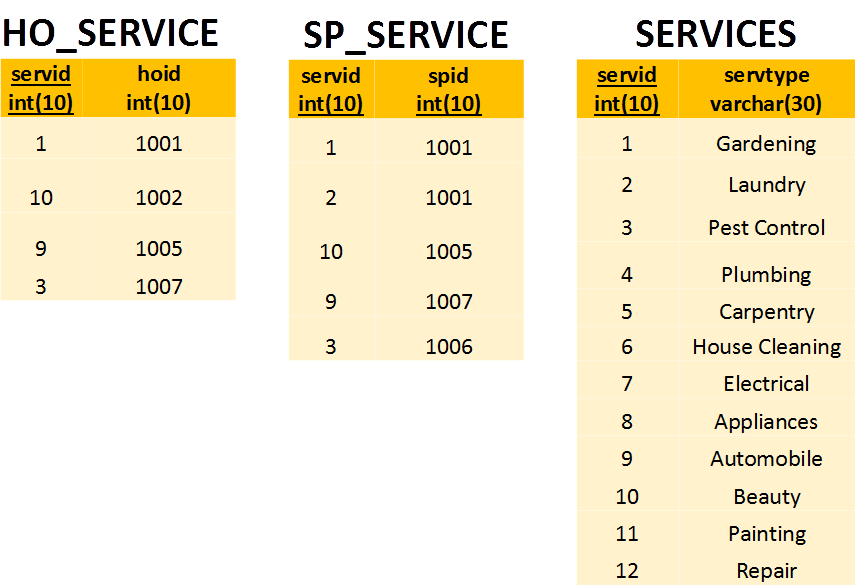 HO_SERVICE
servid hoid
int(10) int(10)
1 1001
10 1002
9 1005
3 1007
SP_SERVICE
servid spid
int(10) int(10)
1 1001
2 1001
10 1005
9 1007
3 1006
SERVICES
servid servtype
int(10) varchar(30)
1 Gardening
2 Laundry
3 Pest Control
4 Plumbing
5 Carpentry
6 House Cleaning
7 Electrical
8 Appliances
9 Automobile
10 Beauty
11 Painting
12 Repair